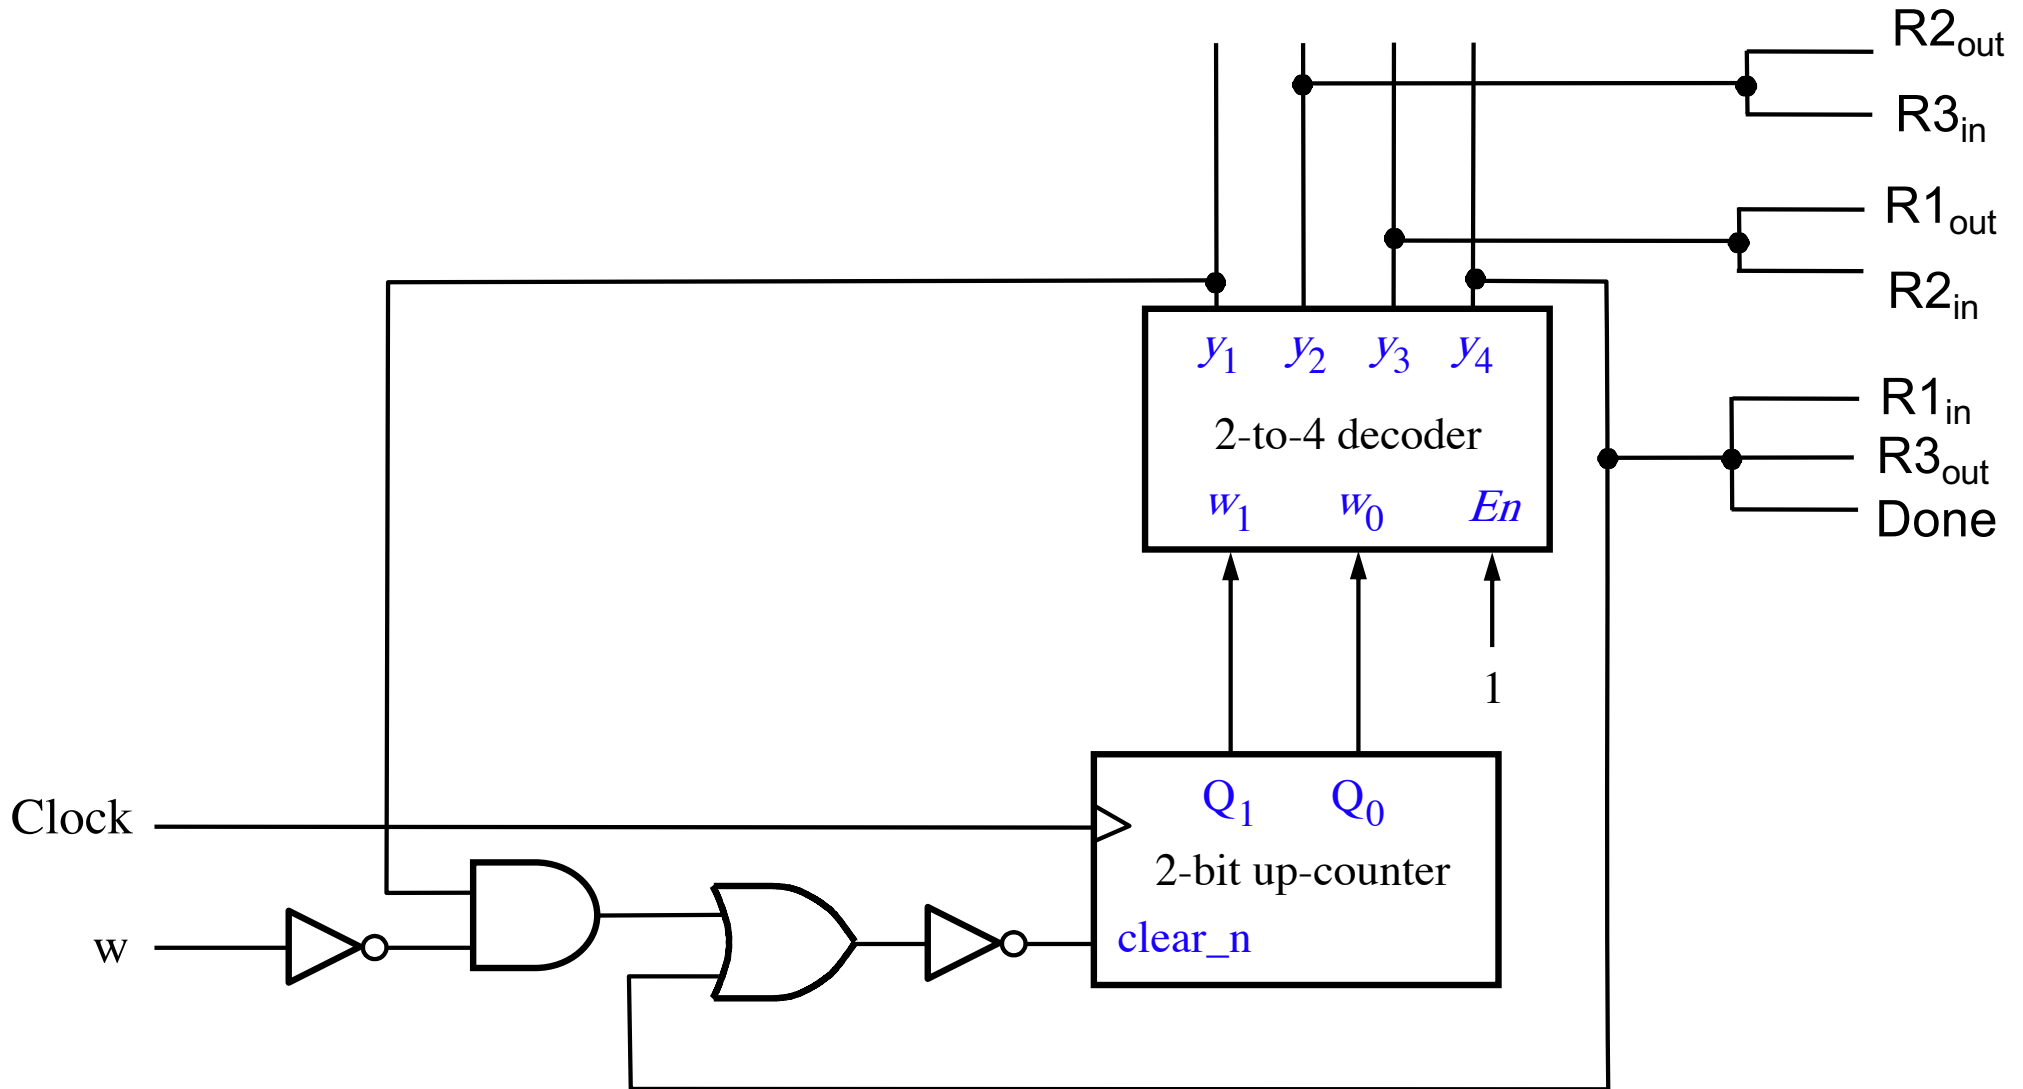 R2out
R3in
R1out
R2in
y1 y2 y3 y4
R1in
2-to-4 decoder
R3out
w1 w0 En
Done
1
Q1 Q0
Clock
2-bit up-counter
clear_n
w